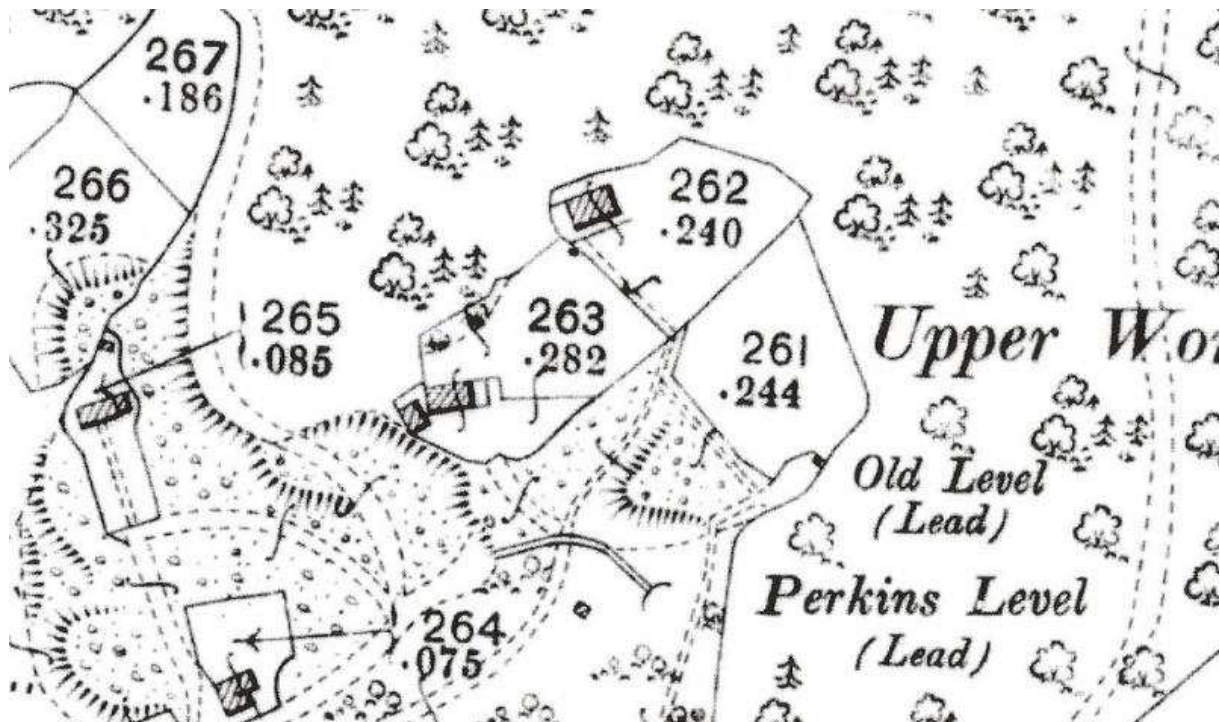 267
.186
266
.325
262
.240
265
.085
263
.282
261
.244
Upper
Old Level
(Lead)
Perkins Level
(Lead)
264
.075